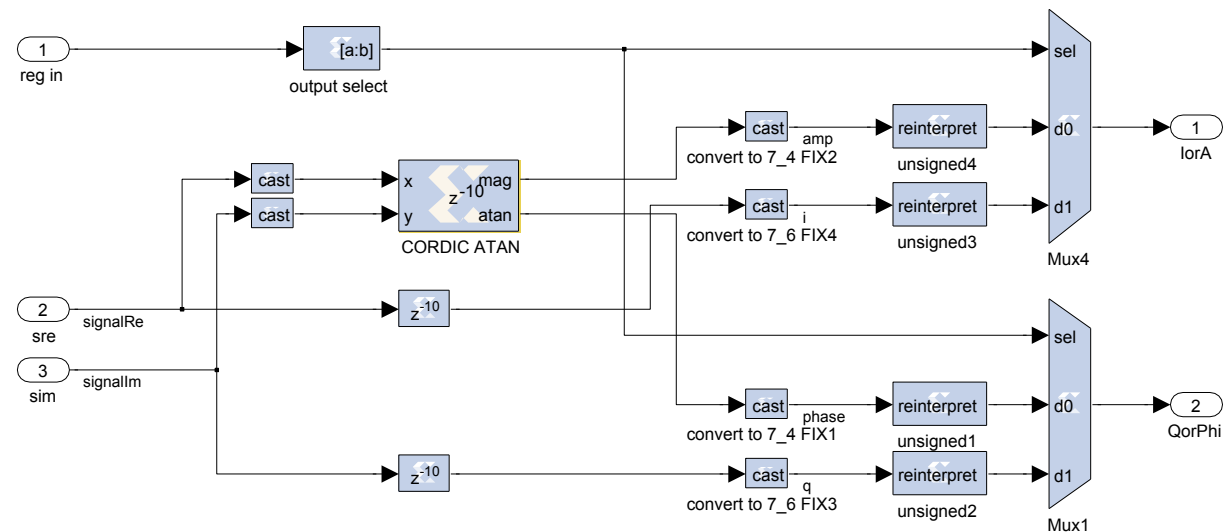 1
reg in
[a:b]
output select
sel
cast
amp
convert to 7_4 FIX2
reinterpret
unsigned4
d0
1
IorA
cast
x
mag
z-10
cast
y
atan
CORDIC ATAN
cast
i
convert to 7_6 FIX4
reinterpret
unsigned3
d1
Mux4
2
sre
signalRe
z-10
sel
3
sim
signalIm
cast
phase
convert to 7_4 FIX1
reinterpret
unsigned1
d0
2
QorPhi
z-10
cast
q
convert to 7_6 FIX3
reinterpret
unsigned2
d1
Mux1